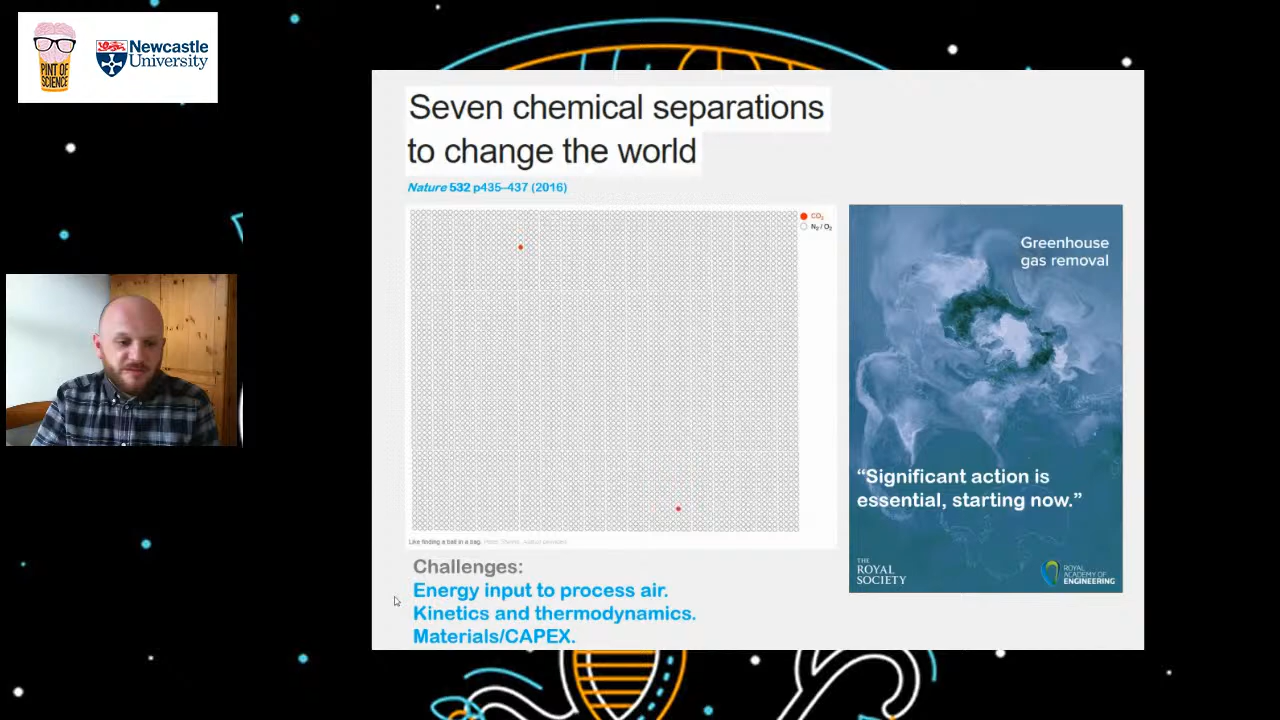 PINT OF
SCIENCE
Newcastle
University
Seven chemical separations
to change the world
Nature 532 p435–437 (2016)
CO₂
N₂ / O₂
Like finding a ball in a bag.
Challenges:
Energy input to process air.
Kinetics and thermodynamics.
Materials/CAPEX.
Greenhouse
gas removal
“Significant action is
essential, starting now.”
THE
ROYAL
SOCIETY
ROYAL
ACADEMY OF
ENGINEERING